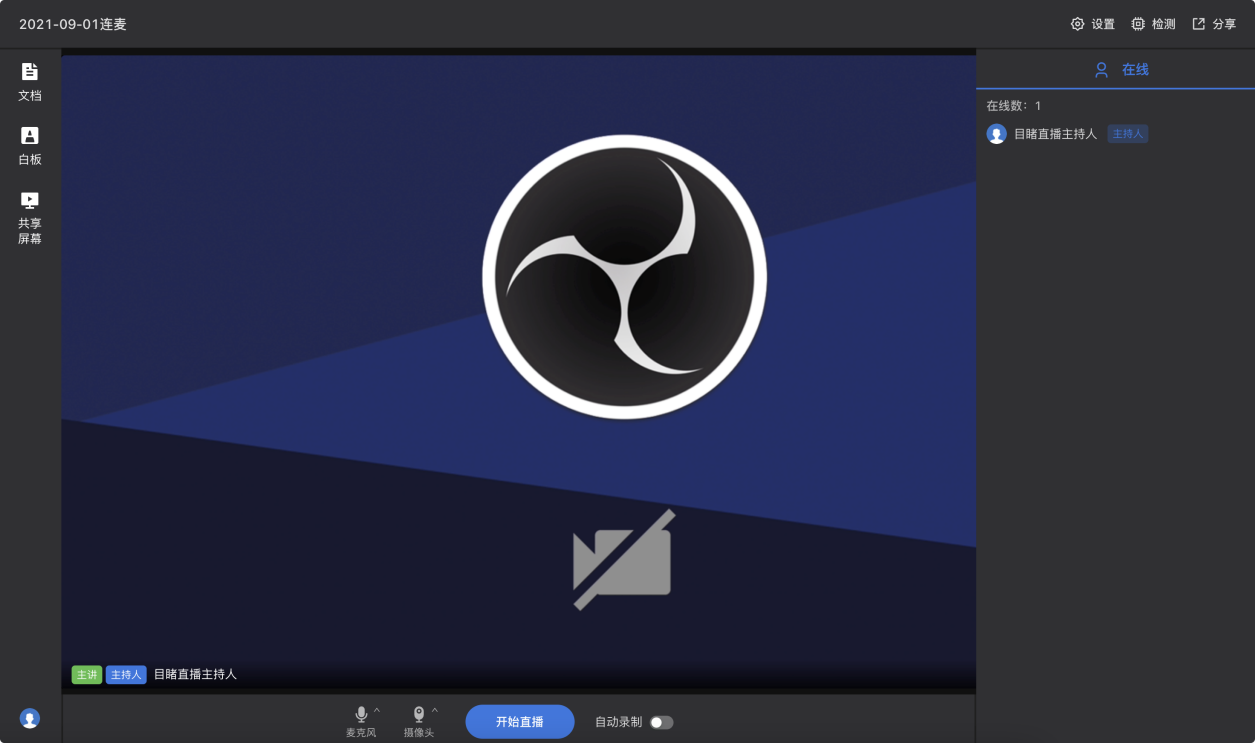 2021-09-01连麦
设置
检测
分享
文档
白板
共享
屏幕
在线
在线数：1
目睹直播主持人 主持人
主讲 主持人 目睹直播主持人
麦克风
摄像头
开始直播
自动录制